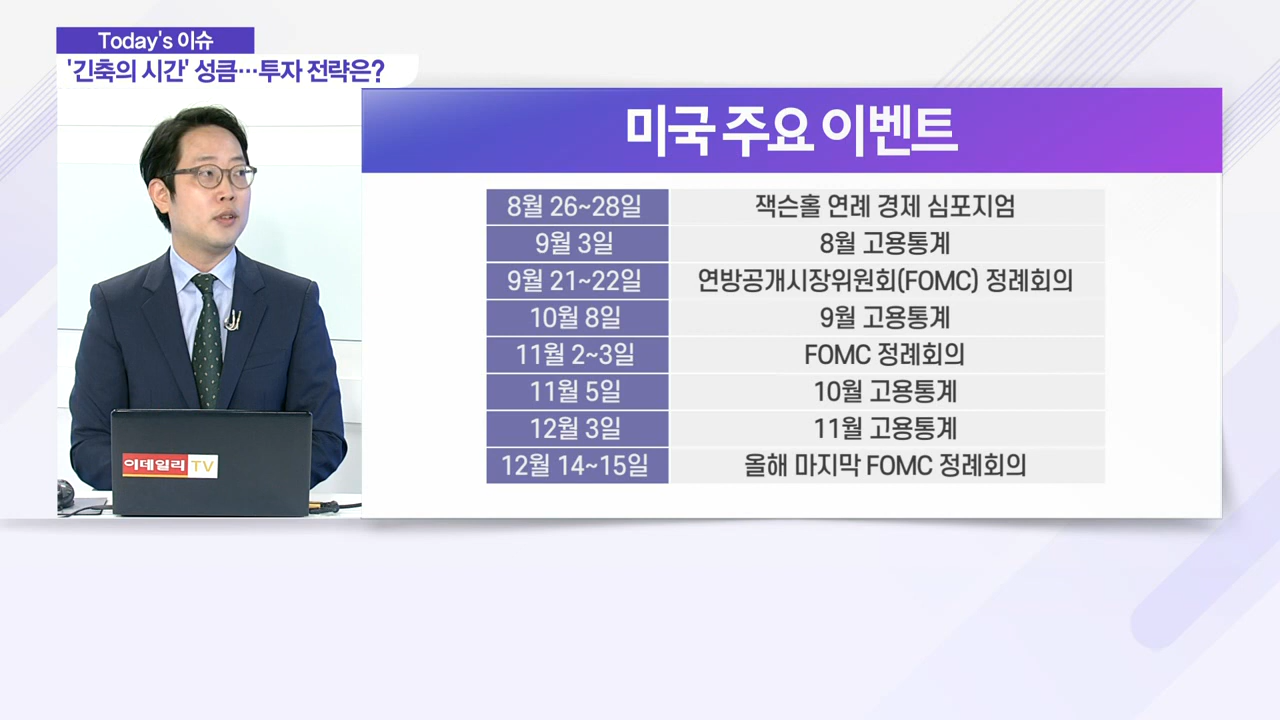 Today's 이슈
'긴축의 시간' 성큼…투자 전략은?
미국 주요 이벤트
8월 26~28일 잭슨홀 연례 경제 심포지엄
9월 3일 8월 고용통계
9월 21~22일 연방공개시장위원회(FOMC) 정례회의
10월 8일 9월 고용통계
11월 2~3일 FOMC 정례회의
11월 5일 10월 고용통계
12월 3일 11월 고용통계
12월 14~15일 올해 마지막 FOMC 정례회의
이데일리 TV